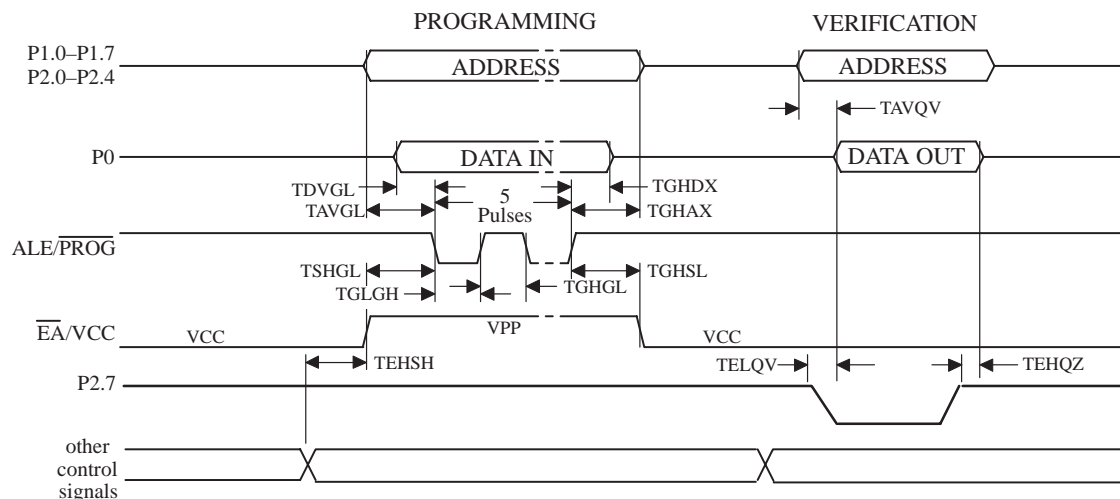 PROGRAMMING
VERIFICATION
P1.0–P1.7
P2.0–P2.4
ADDRESS
ADDRESS
TAVQV
P0
DATA IN
DATA OUT
TDVGL
TGHDX
TAVGL
5
Pulses
TGHAX
ALE/PROG
TSHGL
TGHSL
TGLGH
TGHGL
EA/VCC
VCC
VPP
VCC
TEHSH
TELQV
TEHQZ
P2.7
other
control
signals